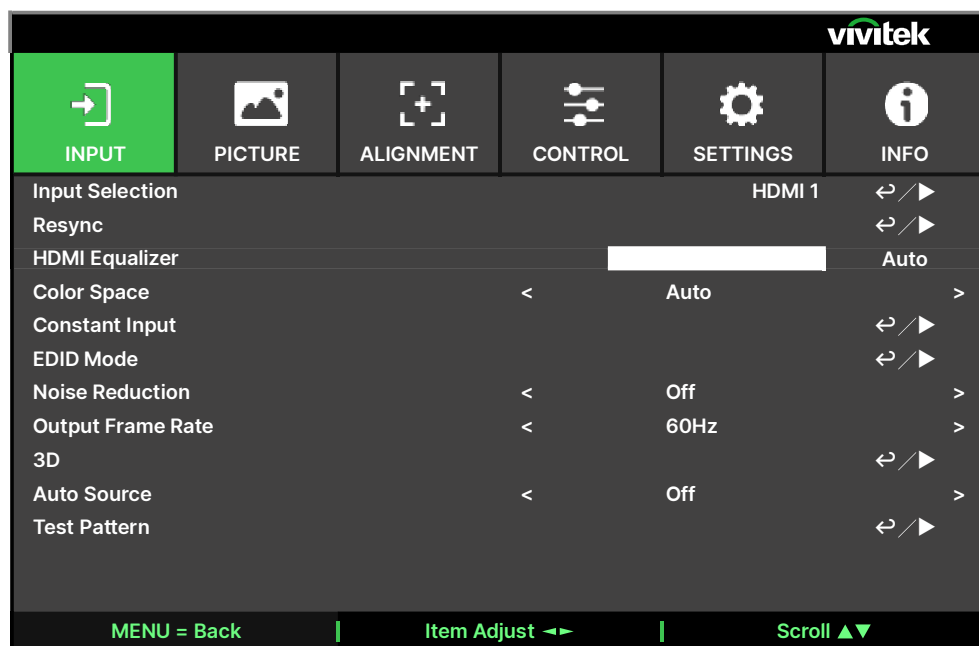 vivitek
INPUT PICTURE ALIGNMENT CONTROL SETTINGS INFO
Input Selection HDMI 1 ↩/▶
Resync ↩/▶
HDMI Equalizer Auto
Color Space < Auto >
Constant Input ↩/▶
EDID Mode ↩/▶
Noise Reduction < Off >
Output Frame Rate < 60Hz >
3D ↩/▶
Auto Source < Off >
Test Pattern ↩/▶
MENU = Back Item Adjust ◄► Scroll ▲▼